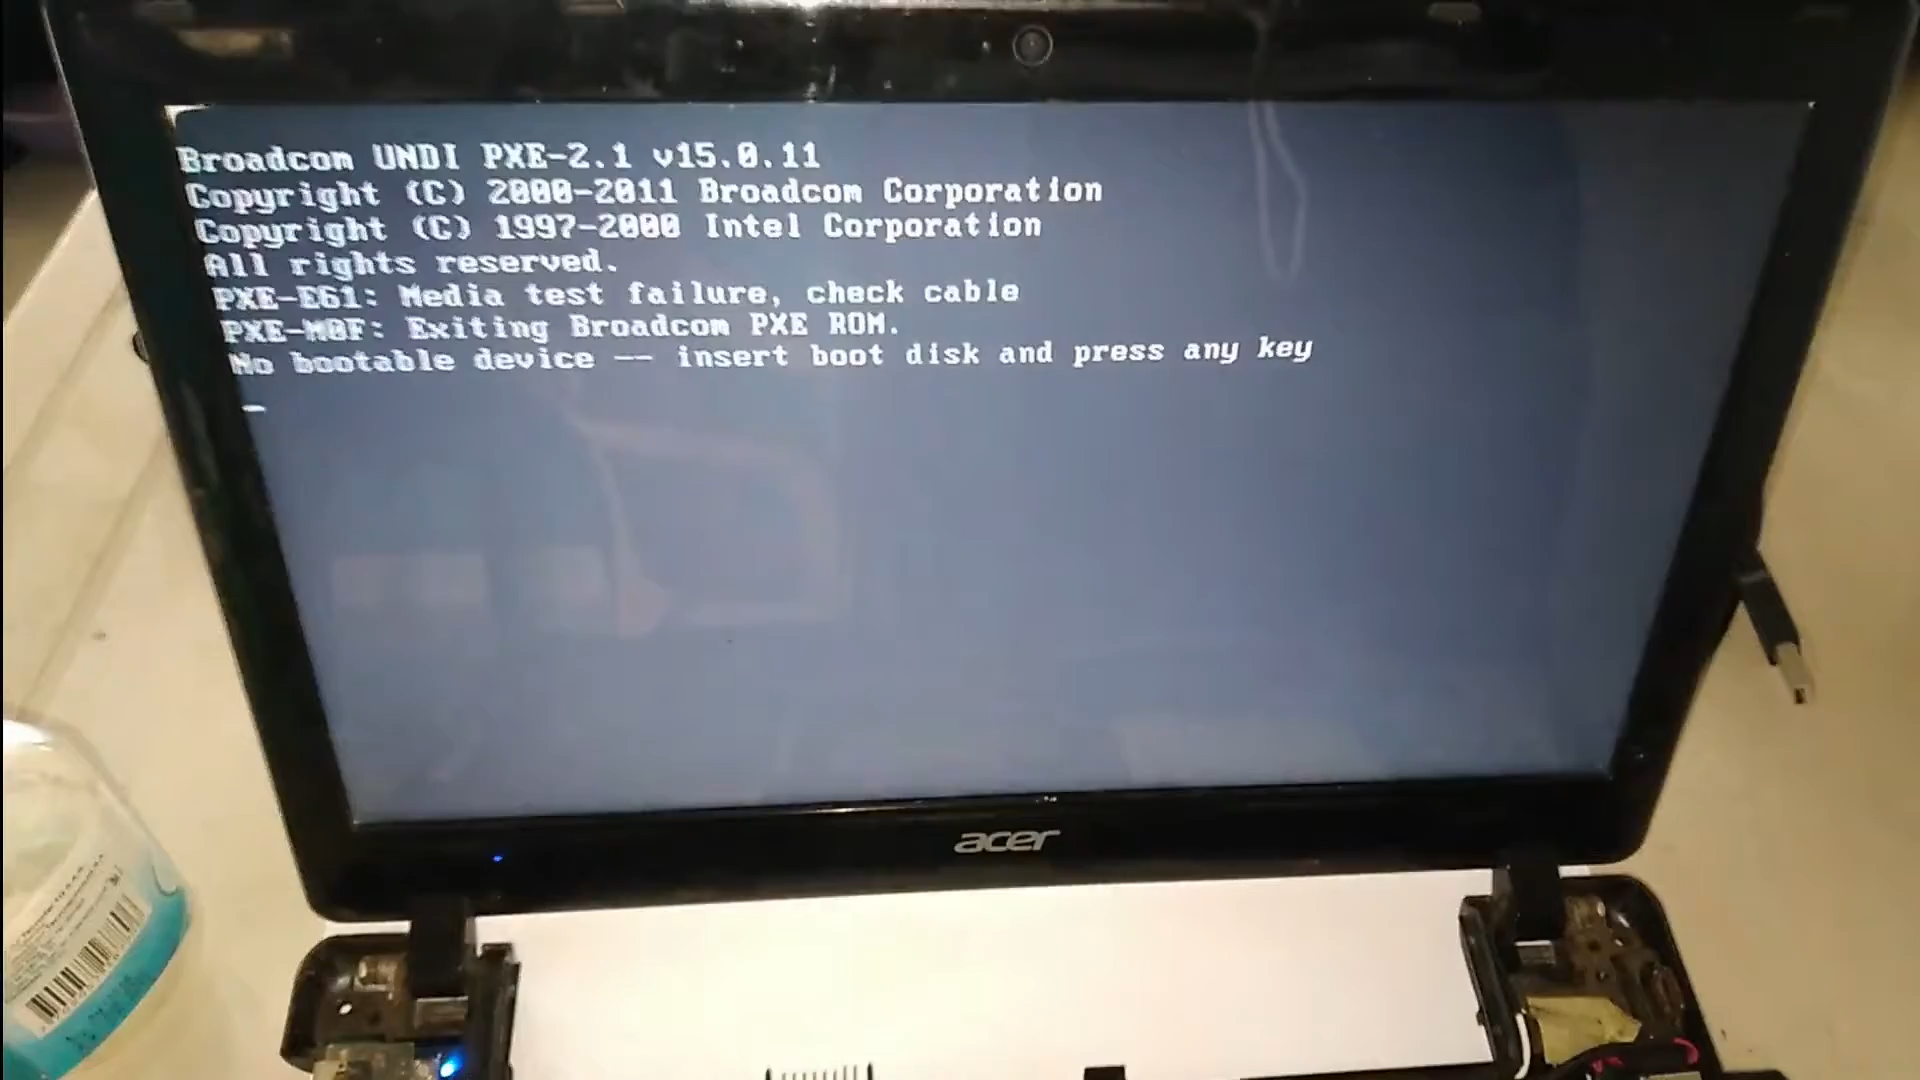 Broadcom UNDI PXE-2.1 v15.0.11
Copyright (C) 2000-2011 Broadcom Corporation
Copyright (C) 1997-2000 Intel Corporation
All rights reserved.
PXE-E61: Media test failure, check cable
PXE-M0F: Exiting Broadcom PXE ROM.
No bootable device -- insert boot disk and press any key
acer